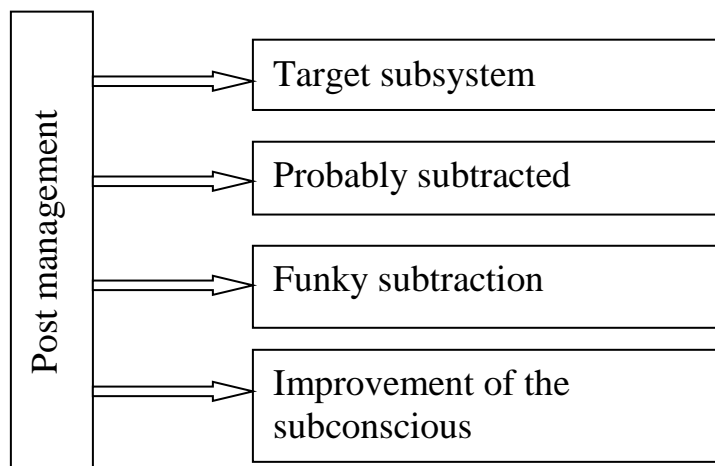 Post management
Target subsystem
Probably subtracted
Funky subtraction
Improvement of the
subconscious